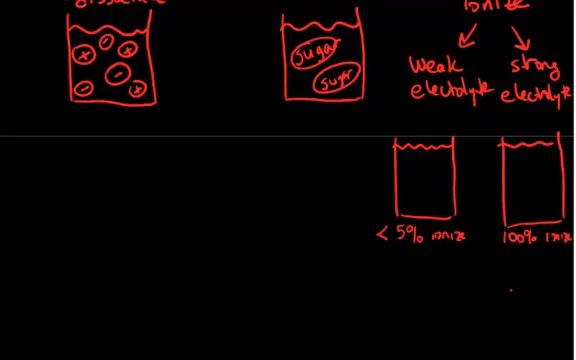 ionize
+ - +
- - +
sugar
sugar
weak
electrolyte
strong
electrolyte
< 5% ionize
100% ionize